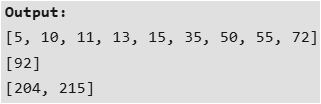 Output:
[5, 10, 11, 13, 15, 35, 50, 55, 72]
[92]
[204, 215]